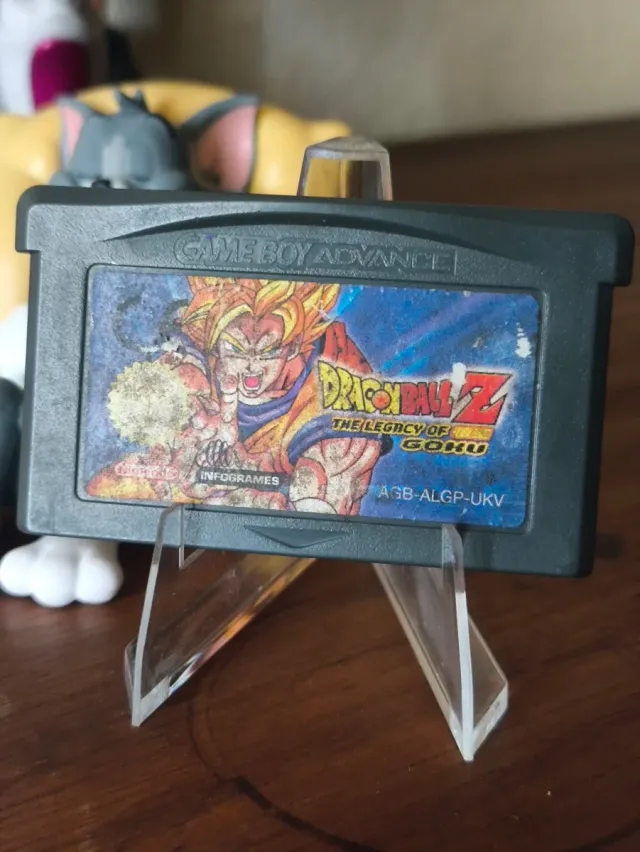 GAME BOY ADVANCE
DRAGON BALL Z
THE LEGACY OF
GOKU
INFOGRAMES
AGB-ALGP-UKV